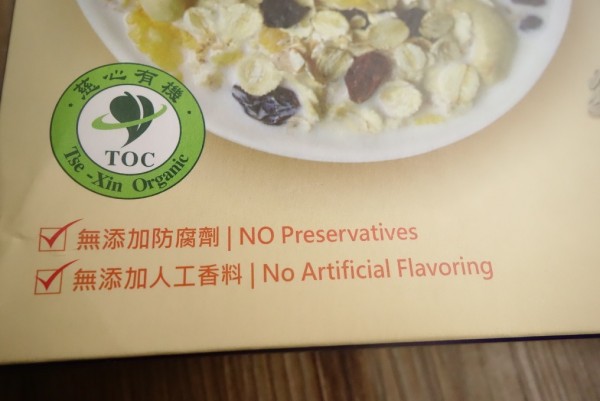 慈心有機
TOC
Tse-Xin Organic
無添加防腐劑 | NO Preservatives
無添加人工香料 | No Artificial Flavoring